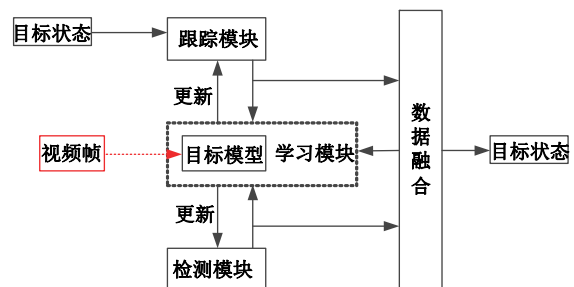 目标状态
跟踪模块
更新
视频帧
目标模型
学习模块
数据融合
目标状态
更新
检测模块